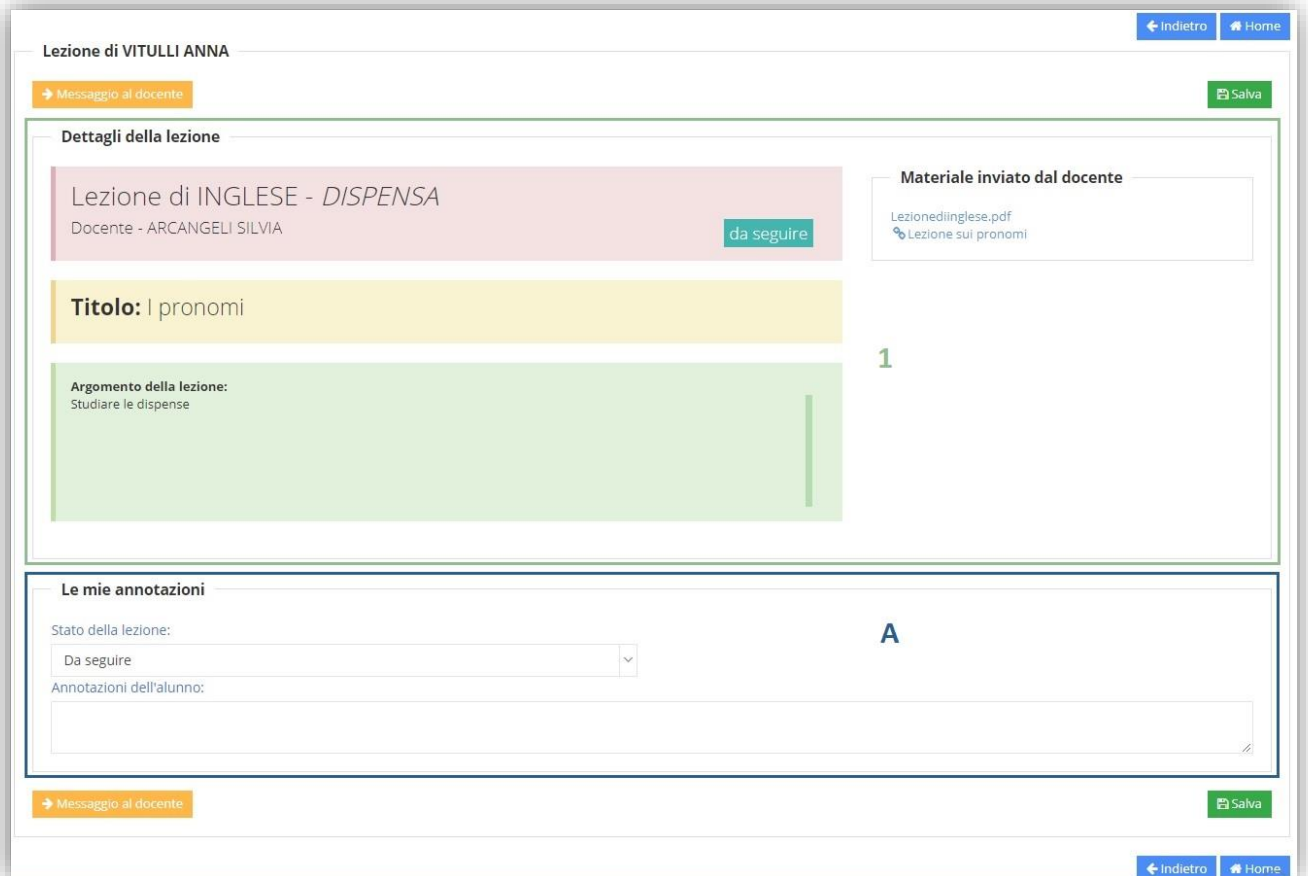 Indietro Home
Lezione di VITULLI ANNA
Messaggio al docente Salva
Dettagli della lezione
Lezione di INGLESE - DISPENSA
Docente - ARCANGELI SILVIA
da seguire
Materiale inviato dal docente
Lezionediinglese.pdf
Lezione sui pronomi
Titolo: I pronomi
1
Argomento della lezione:
Studiare le dispense
Le mie annotazioni
Stato della lezione:
A
Da seguire
Annotazioni dell'alunno:
Messaggio al docente Salva
Indietro Home